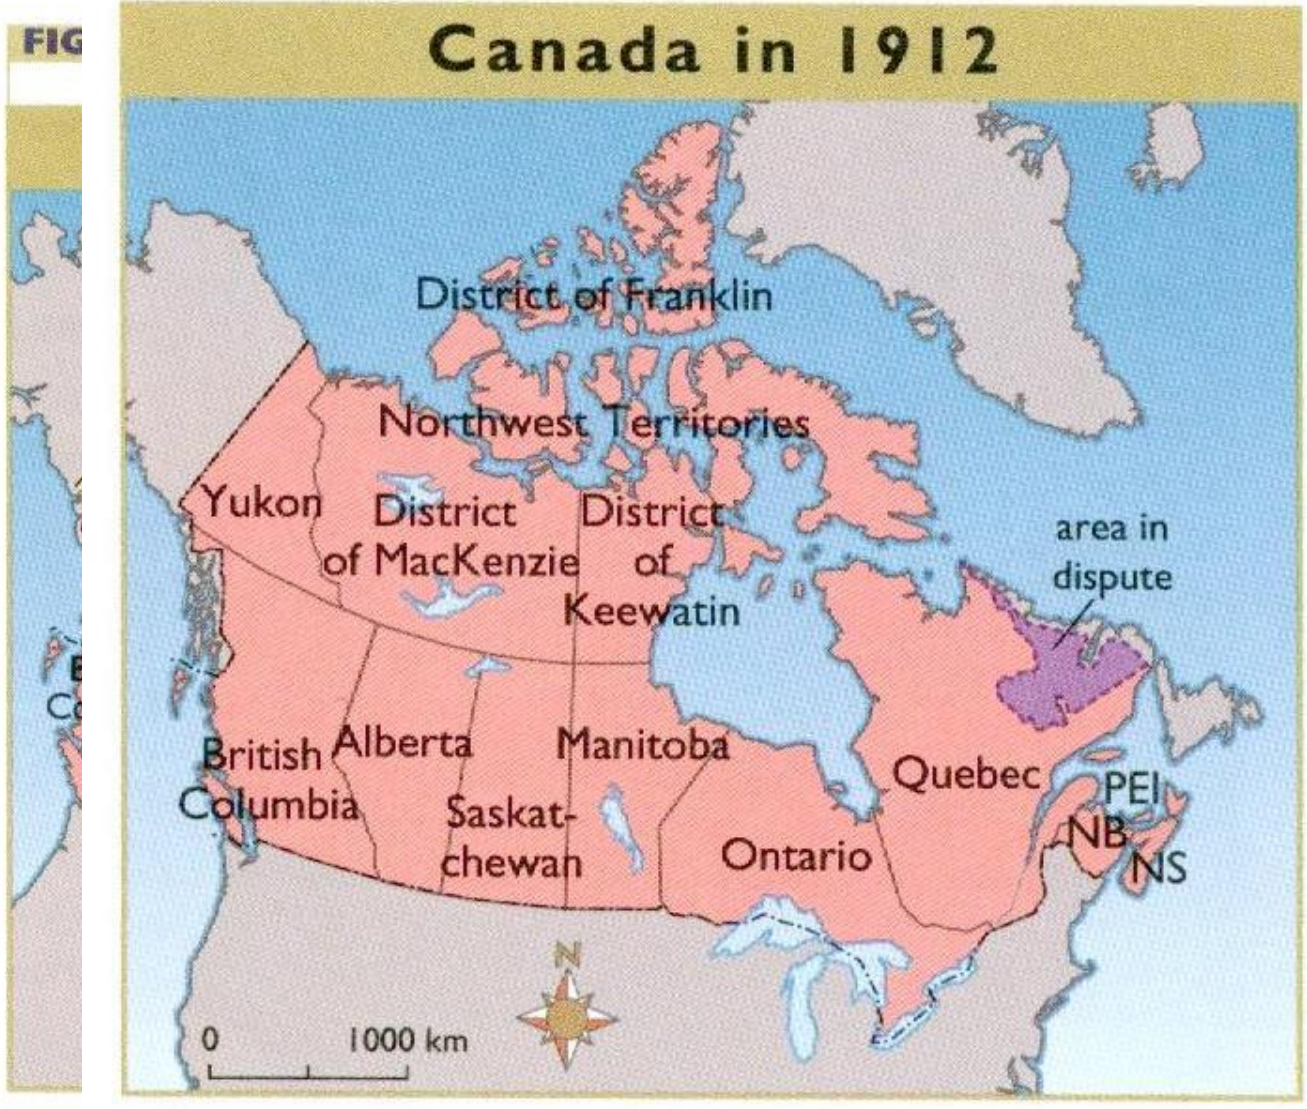 FIG
Canada in 1912
District of Franklin
Northwest Territories
Yukon
District
of MacKenzie
District
of
Keewatin
area in
dispute
British
Columbia
Alberta
Saskat-
chewan
Manitoba
Ontario
Quebec
PEI
NB
NS
N
0 1000 km